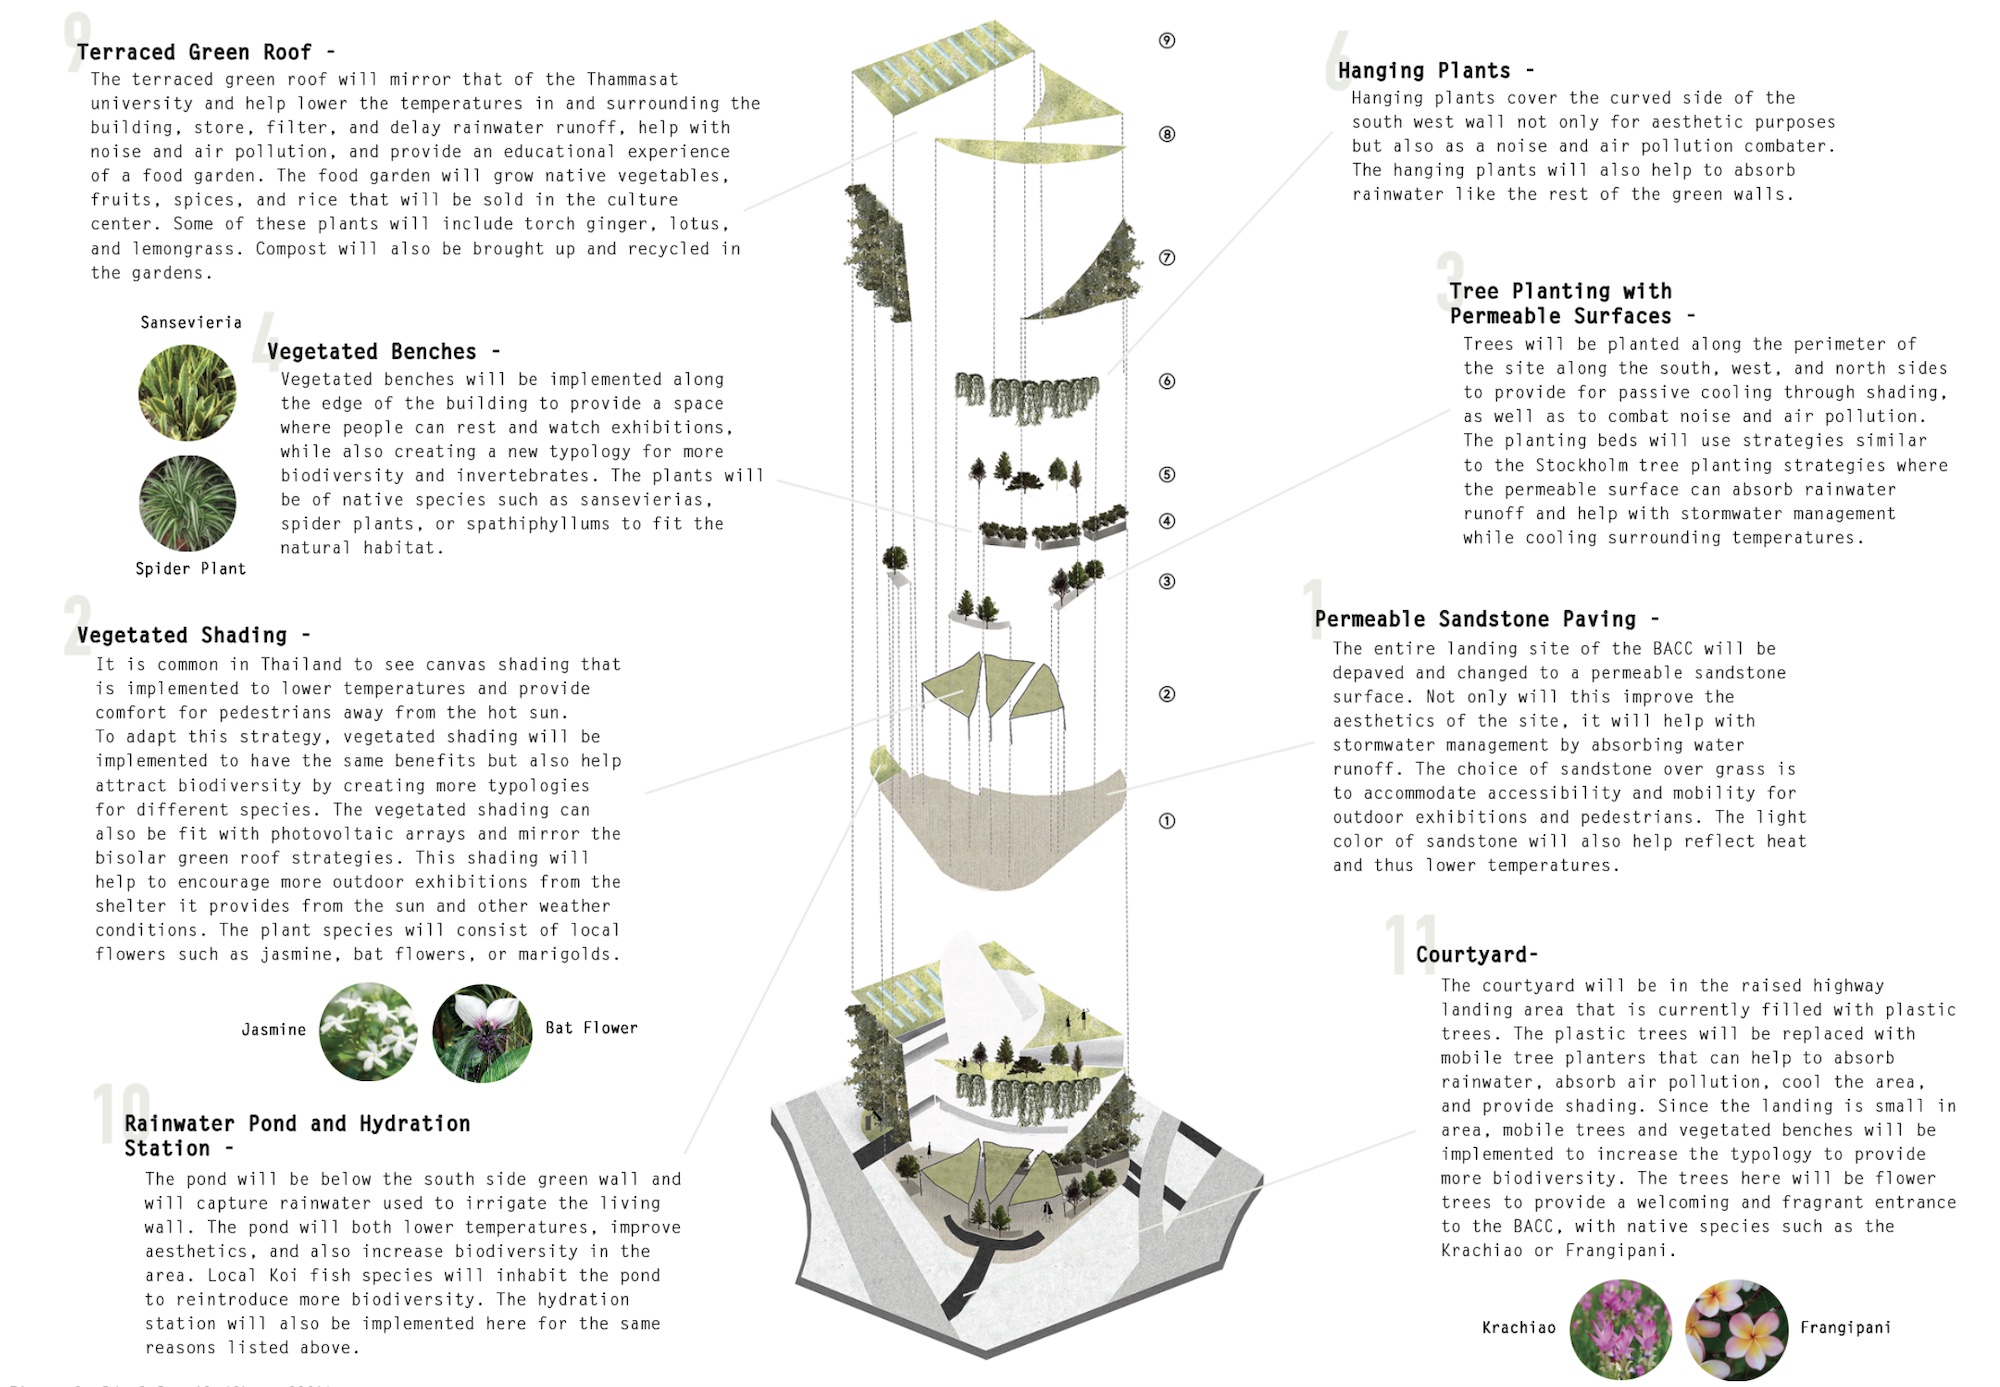 9
Terraced Green Roof -
The terraced green roof will mirror that of the Thammasat
university and help lower the temperatures in and surrounding the
building, store, filter, and delay rainwater runoff, help with
noise and air pollution, and provide an educational experience
of a food garden. The food garden will grow native vegetables,
fruits, spices, and rice that will be sold in the culture
center. Some of these plants will include torch ginger, lotus,
and lemongrass. Compost will also be brought up and recycled in
the gardens.
Sansevieria
Spider Plant
4
Vegetated Benches -
Vegetated benches will be implemented along
the edge of the building to provide a space
where people can rest and watch exhibitions,
while also creating a new typology for more
biodiversity and invertebrates. The plants will
be of native species such as sansevierias,
spider plants, or spathiphyllums to fit the
natural habitat.
2
Vegetated Shading -
It is common in Thailand to see canvas shading that
is implemented to lower temperatures and provide
comfort for pedestrians away from the hot sun.
To adapt this strategy, vegetated shading will be
implemented to have the same benefits but also help
attract biodiversity by creating more typologies
for different species. The vegetated shading can
also be fit with photovoltaic arrays and mirror the
bisolar green roof strategies. This shading will
help to encourage more outdoor exhibitions from the
shelter it provides from the sun and other weather
conditions. The plant species will consist of local
flowers such as jasmine, bat flowers, or marigolds.
Jasmine
Bat Flower
10
Rainwater Pond and Hydration
Station -
The pond will be below the south side green wall and
will capture rainwater used to irrigate the living
wall. The pond will both lower temperatures, improve
aesthetics, and also increase biodiversity in the
area. Local Koi fish species will inhabit the pond
to reintroduce more biodiversity. The hydration
station will also be implemented here for the same
reasons listed above.
9
8
7
6
5
4
3
2
1
6
Hanging Plants -
Hanging plants cover the curved side of the
south west wall not only for aesthetic purposes
but also as a noise and air pollution combater.
The hanging plants will also help to absorb
rainwater like the rest of the green walls.
3
Tree Planting with
Permeable Surfaces -
Trees will be planted along the perimeter of
the site along the south, west, and north sides
to provide for passive cooling through shading,
as well as to combat noise and air pollution.
The planting beds will use strategies similar
to the Stockholm tree planting strategies where
the permeable surface can absorb rainwater
runoff and help with stormwater management
while cooling surrounding temperatures.
1
Permeable Sandstone Paving -
The entire landing site of the BACC will be
depaved and changed to a permeable sandstone
surface. Not only will this improve the
aesthetics of the site, it will help with
stormwater management by absorbing water
runoff. The choice of sandstone over grass is
to accommodate accessibility and mobility for
outdoor exhibitions and pedestrians. The light
color of sandstone will also help reflect heat
and thus lower temperatures.
11
Courtyard-
The courtyard will be in the raised highway
landing area that is currently filled with plastic
trees. The plastic trees will be replaced with
mobile tree planters that can help to absorb
rainwater, absorb air pollution, cool the area,
and provide shading. Since the landing is small in
area, mobile trees and vegetated benches will be
implemented to increase the typology to provide
more biodiversity. The trees here will be flower
trees to provide a welcoming and fragrant entrance
to the BACC, with native species such as the
Krachiao or Frangipani.
Krachiao
Frangipani